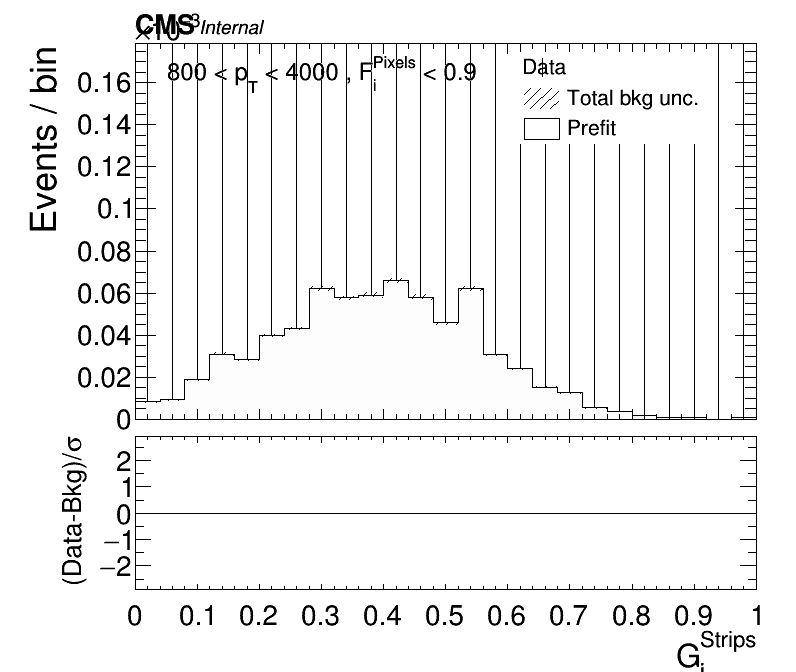 CMS Internal
×10³
800 < p_T < 4000 , F_i^Pixels < 0.9
Data
Total bkg unc.
Prefit
Events / bin
0.16
0.14
0.12
0.1
0.08
0.06
0.04
0.02
0
(Data-Bkg)/σ
2
1
0
−1
−2
0 0.1 0.2 0.3 0.4 0.5 0.6 0.7 0.8 0.9 1
G_i^Strips